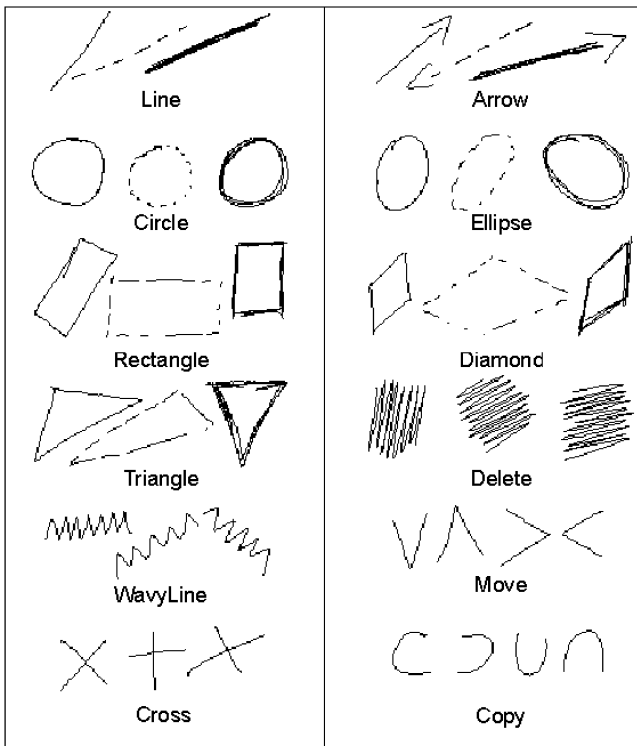 Line
Arrow
Circle
Ellipse
Rectangle
Diamond
Triangle
Delete
WavyLine
Move
Cross
Copy